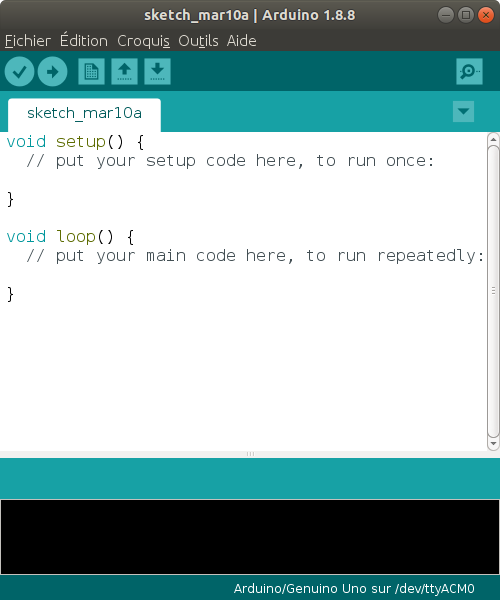 sketch_mar10a | Arduino 1.8.8
Fichier Édition Croquis Outils Aide
sketch_mar10a
void setup() {
  // put your setup code here, to run once:
}
void loop() {
  // put your main code here, to run repeatedly:
}
Arduino/Genuino Uno sur /dev/ttyACM0